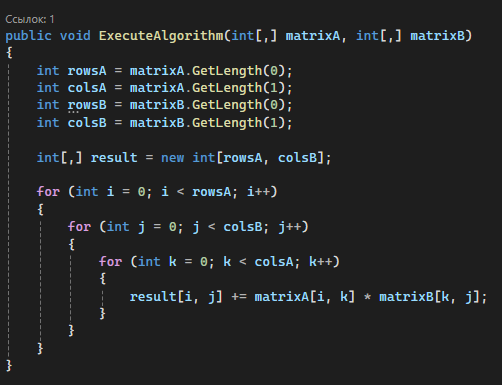 Ссылок: 1
public void ExecuteAlgorithm(int[,] matrixA, int[,] matrixB)
{
    int rowsA = matrixA.GetLength(0);
    int colsA = matrixA.GetLength(1);
    int rowsB = matrixB.GetLength(0);
    int colsB = matrixB.GetLength(1);

    int[,] result = new int[rowsA, colsB];

    for (int i = 0; i < rowsA; i++)
    {
        for (int j = 0; j < colsB; j++)
        {
            for (int k = 0; k < colsA; k++)
            {
                result[i, j] += matrixA[i, k] * matrixB[k, j];
            }
        }
    }
}